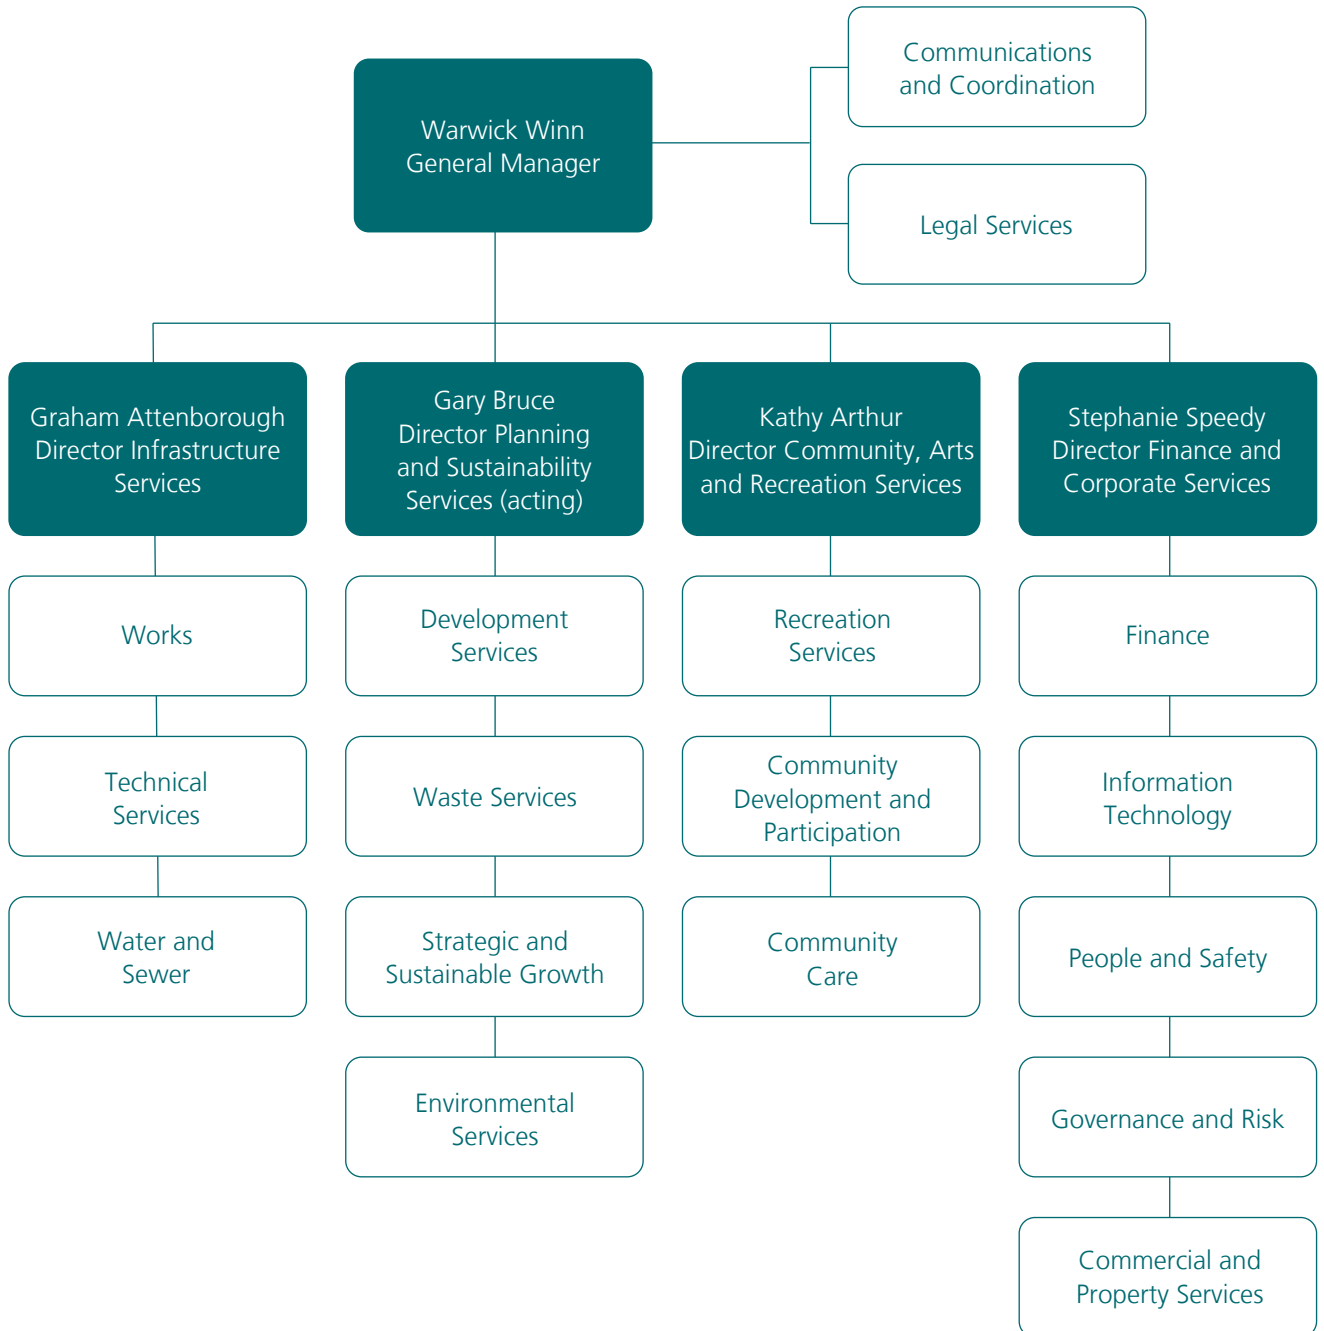 Communications
and Coordination
Warwick Winn
General Manager
Legal Services
Graham Attenborough
Director Infrastructure
Services
Gary Bruce
Director Planning
and Sustainability
Services (acting)
Kathy Arthur
Director Community, Arts
and Recreation Services
Stephanie Speedy
Director Finance and
Corporate Services
Works
Development
Services
Recreation
Services
Finance
Technical
Services
Waste Services
Community
Development and
Participation
Information
Technology
Water and
Sewer
Strategic and
Sustainable Growth
Community
Care
People and Safety
Environmental
Services
Governance and Risk
Commercial and
Property Services